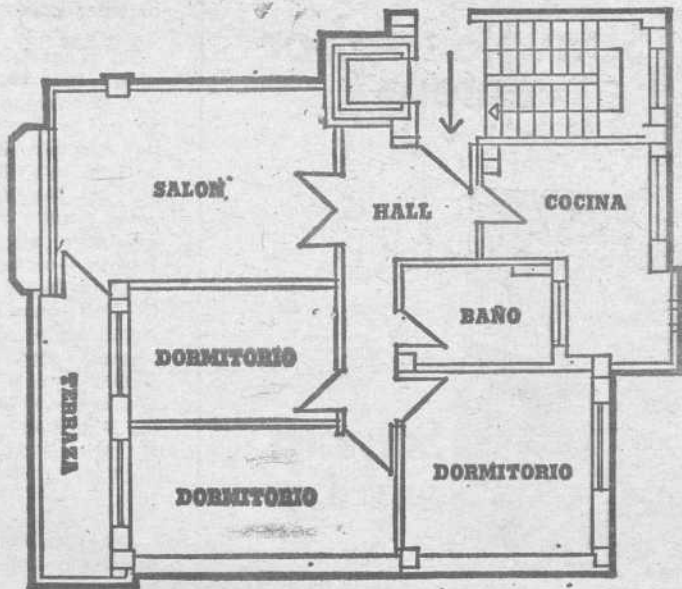 SALON
HALL
COCINA
BAÑO
DORMITORIO
TERRAZA
DORMITORIO
DORMITORIO